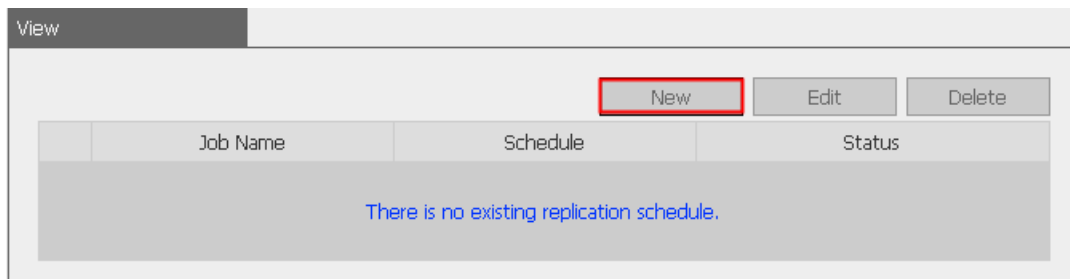 View
New Edit Delete
Job Name Schedule Status
There is no existing replication schedule.